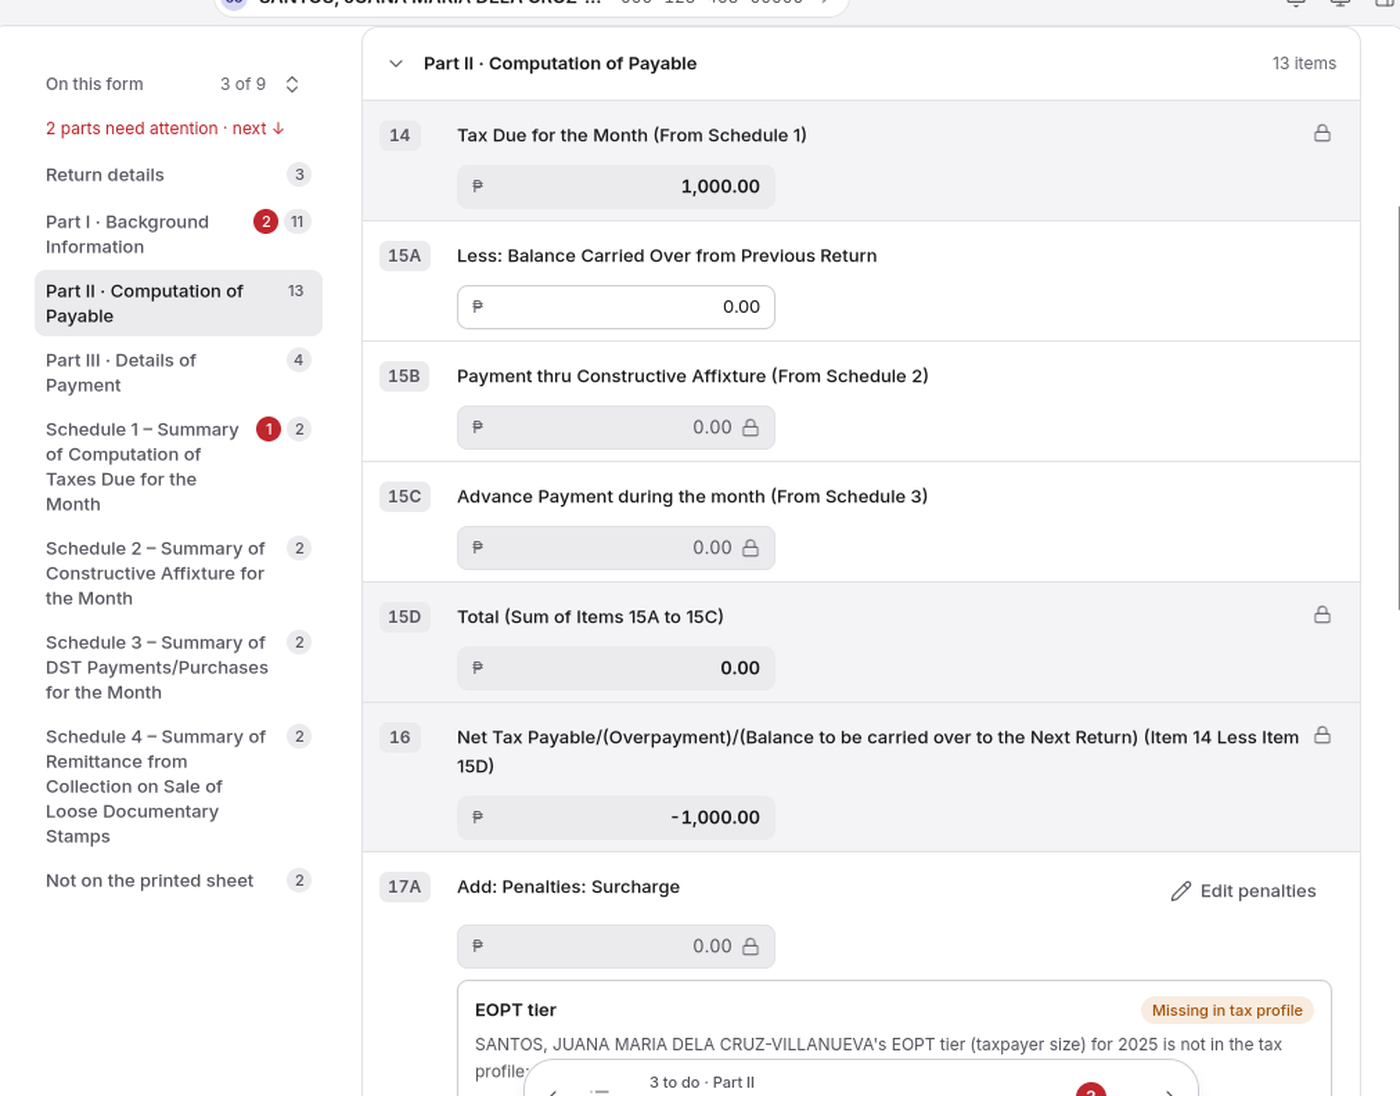 SANTOS, JUANA MARIA DELA CRUZ-...
On this form 3 of 9
2 parts need attention · next ↓
Return details 3
Part I · Background Information 2 11
Part II · Computation of Payable 13
Part III · Details of Payment 4
Schedule 1 – Summary of Computation of Taxes Due for the Month 1 2
Schedule 2 – Summary of Constructive Affixture for the Month 2
Schedule 3 – Summary of DST Payments/Purchases for the Month 2
Schedule 4 – Summary of Remittance from Collection on Sale of Loose Documentary Stamps 2
Not on the printed sheet 2
Part II · Computation of Payable 13 items
14 Tax Due for the Month (From Schedule 1)
₱ 1,000.00
15A Less: Balance Carried Over from Previous Return
₱ 0.00
15B Payment thru Constructive Affixture (From Schedule 2)
₱ 0.00
15C Advance Payment during the month (From Schedule 3)
₱ 0.00
15D Total (Sum of Items 15A to 15C)
₱ 0.00
16 Net Tax Payable/(Overpayment)/(Balance to be carried over to the Next Return) (Item 14 Less Item
15D)
₱ -1,000.00
17A Add: Penalties: Surcharge Edit penalties
₱ 0.00
EOPT tier Missing in tax profile
SANTOS, JUANA MARIA DELA CRUZ-VILLANUEVA's EOPT tier (taxpayer size) for 2025 is not in the tax
profile:
3 to do · Part II